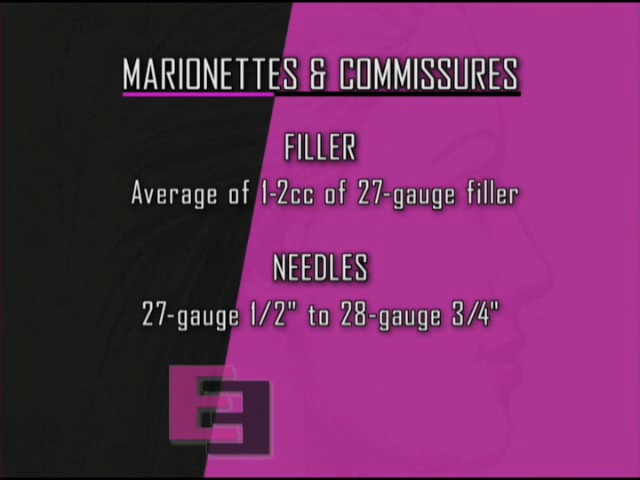 MARIONETTES & COMMISSURES
FILLER
Average of 1-2cc of 27-gauge filler
NEEDLES
27-gauge 1/2" to 28-gauge 3/4"